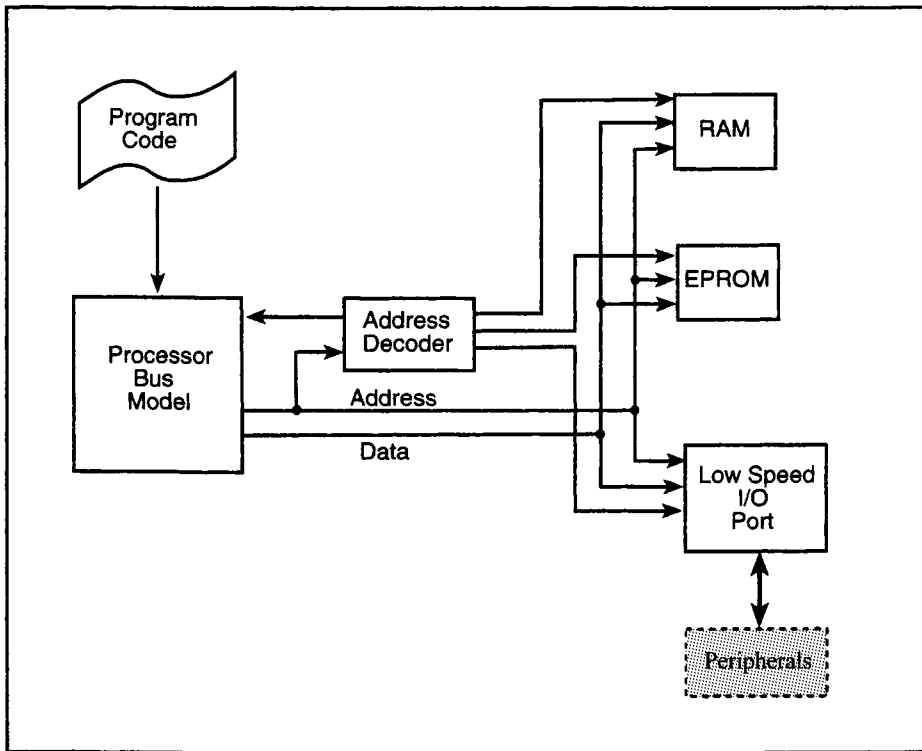 Program
Code
RAM
EPROM
Address
Decoder
Processor
Bus
Model
Address
Data
Low Speed
I/O
Port
Peripherals